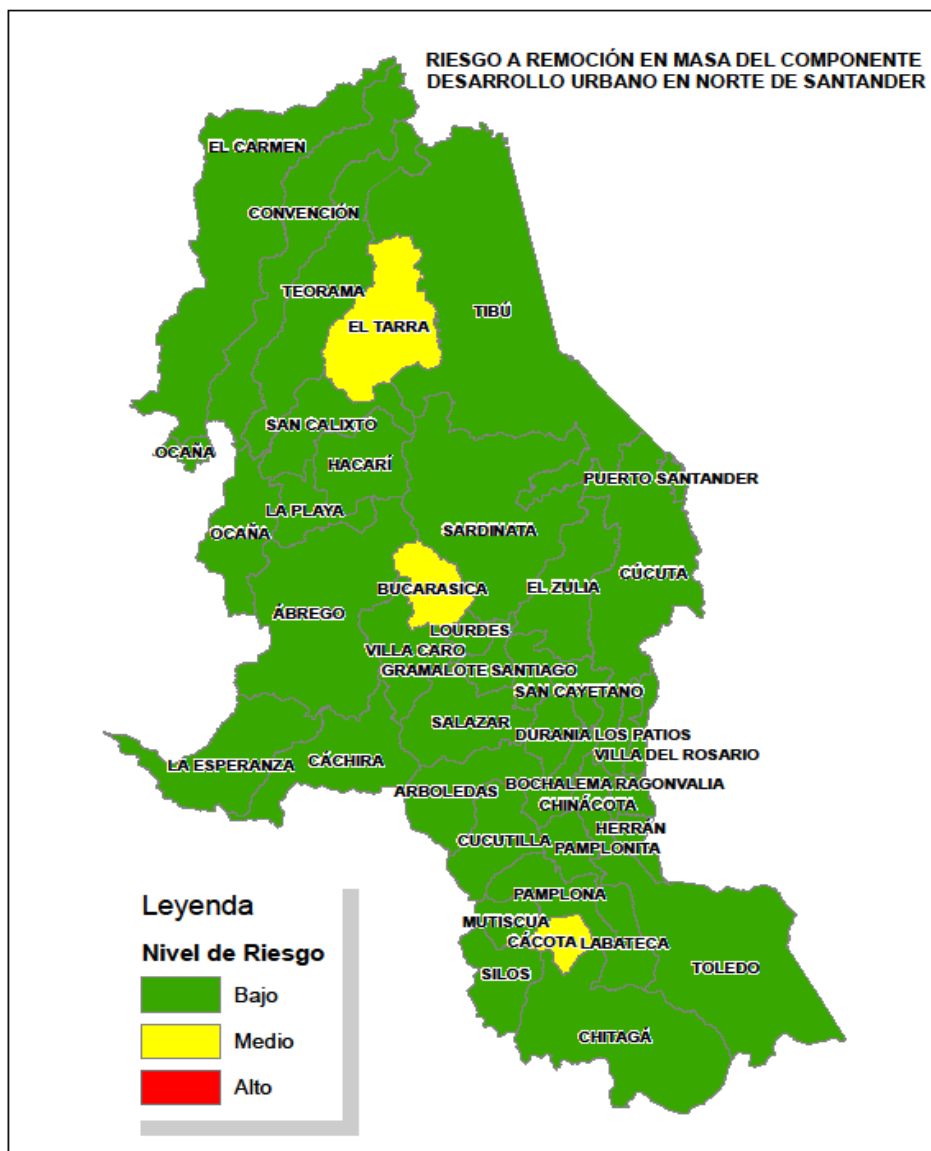 RIESGO A REMOCIÓN EN MASA DEL COMPONENTE
DESARROLLO URBANO EN NORTE DE SANTANDER
EL CARMEN
CONVENCIÓN
TEORAMA
TIBÚ
EL TARRA
SAN CALIXTO
OCAÑA
HACARÍ
PUERTO SANTANDER
LA PLAYA
OCAÑA
SARDINATA
CÚCUTA
BUCARASICA
EL ZULIA
ÁBREGO
LOURDES
VILLA CARO
GRAMALOTE SANTIAGO
SAN CAYETANO
SALAZAR
DURANIA LOS PATIOS
VILLA DEL ROSARIO
LA ESPERANZA
CÁCHIRA
ARBOLEDAS
BOCHALEMA RAGONVALIA
CHINÁCOTA
HERRÁN
CUCUTILLA
PAMPLONITA
PAMPLONA
MUTISCUA
CÁCOTA
LABATECA
SILOS
TOLEDO
CHITAGÁ
Leyenda
Nivel de Riesgo
Bajo
Medio
Alto